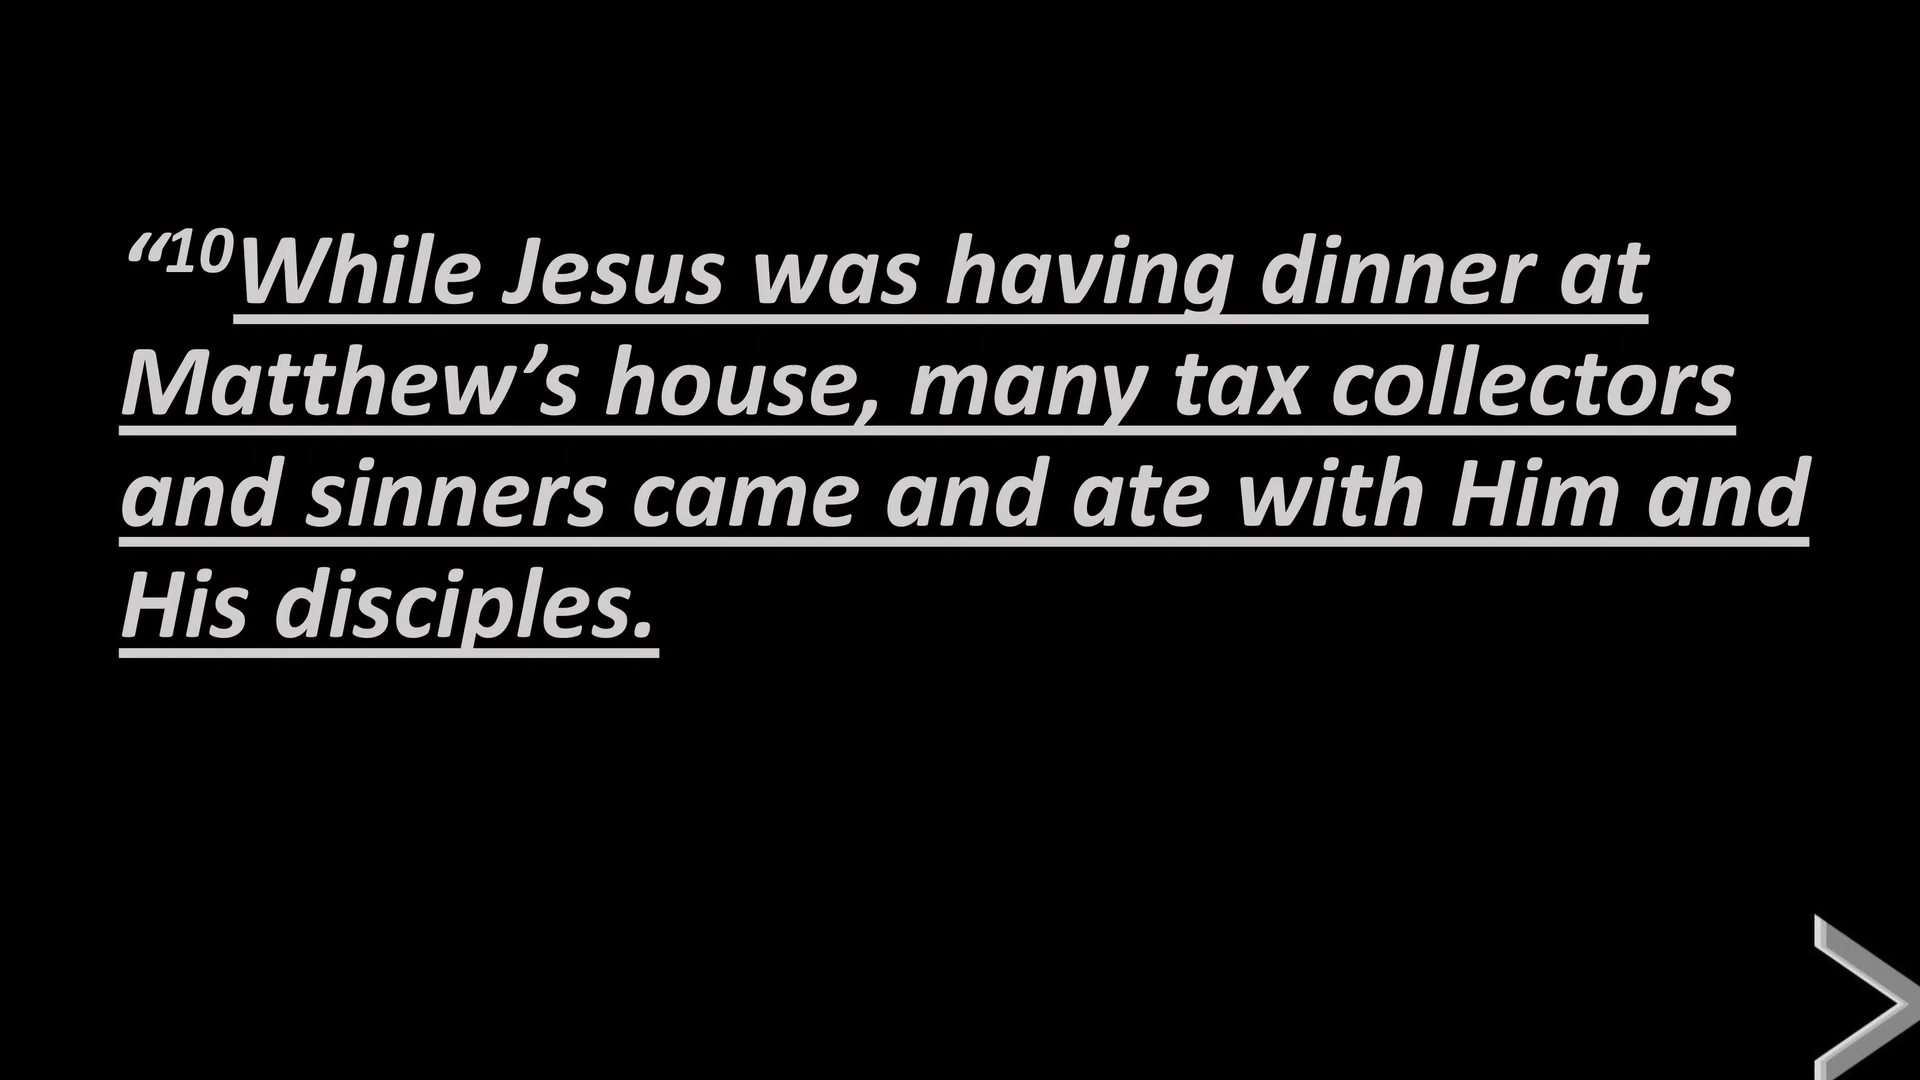 “10While Jesus was having dinner at
Matthew’s house, many tax collectors
and sinners came and ate with Him and
His disciples.